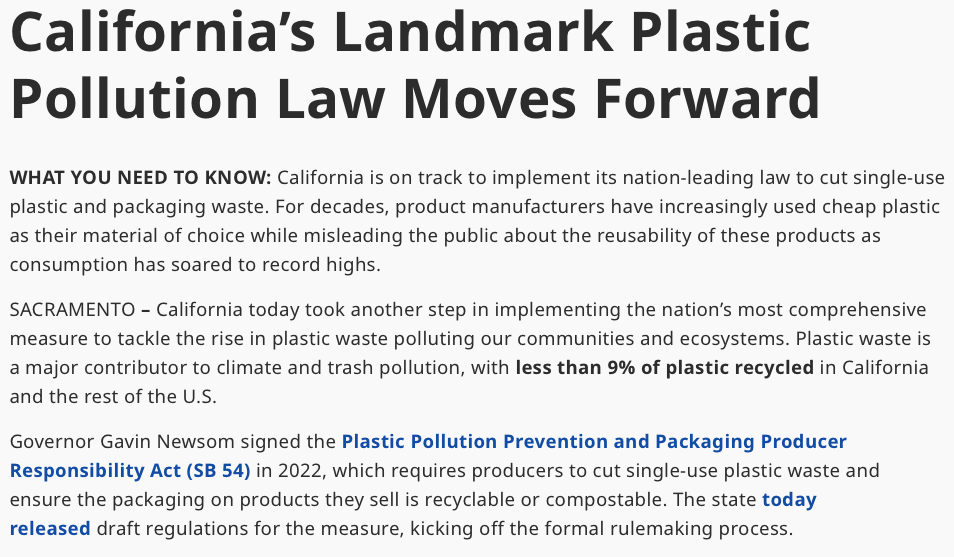 California’s Landmark Plastic
Pollution Law Moves Forward
WHAT YOU NEED TO KNOW: California is on track to implement its nation-leading law to cut single-use
plastic and packaging waste. For decades, product manufacturers have increasingly used cheap plastic
as their material of choice while misleading the public about the reusability of these products as
consumption has soared to record highs.
SACRAMENTO – California today took another step in implementing the nation’s most comprehensive
measure to tackle the rise in plastic waste polluting our communities and ecosystems. Plastic waste is
a major contributor to climate and trash pollution, with less than 9% of plastic recycled in California
and the rest of the U.S.
Governor Gavin Newsom signed the Plastic Pollution Prevention and Packaging Producer
Responsibility Act (SB 54) in 2022, which requires producers to cut single-use plastic waste and
ensure the packaging on products they sell is recyclable or compostable. The state today
released draft regulations for the measure, kicking off the formal rulemaking process.